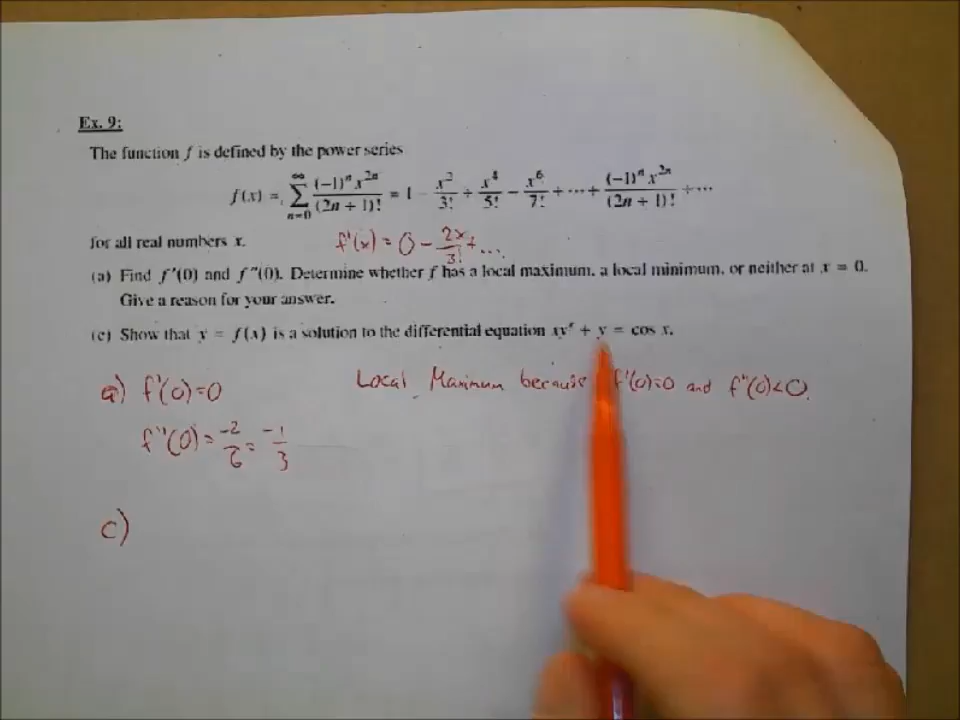 Ex. 9:
The function f is defined by the power series
f(x) = ∑_{n=0}^{∞} (-1)^n x^{2n} / (2n + 1)! = 1 - x^2/3! + x^4/5! - x^6/7! + ··· + (-1)^n x^{2n} / (2n + 1)! + ···
for all real numbers x.
f'(x) = 0 - 2x/3! + ...
(a) Find f'(0) and f"(0). Determine whether f has a local maximum, a local minimum, or neither at x = 0.
Give a reason for your answer.
(c) Show that y = f(x) is a solution to the differential equation xy' + y = cos x.
a) f'(0)=0 Local Maximum because f'(0)=0 and f"(0)<0.
f"(0) = -2/6 = -1/3
c)